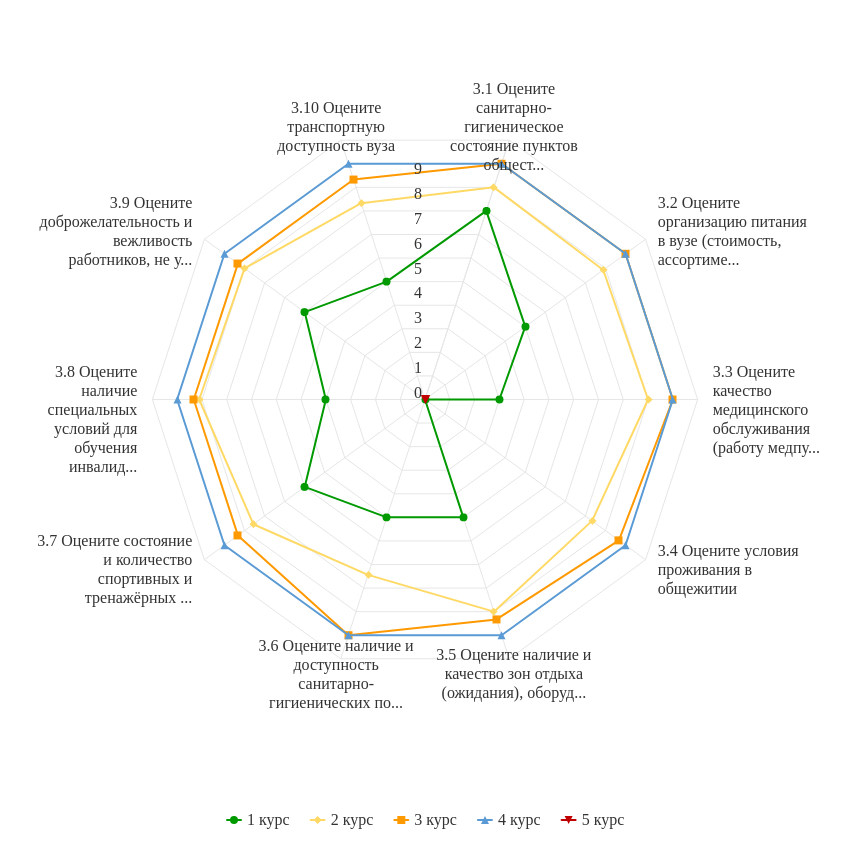 3.1 Оцените
санитарно-
гигиеническое
состояние пунктов
общест...
3.2 Оцените
организацию питания
в вузе (стоимость,
ассортиме...
3.3 Оцените
качество
медицинского
обслуживания
(работу медпу...
3.4 Оцените условия
проживания в
общежитии
3.5 Оцените наличие и
качество зон отдыха
(ожидания), оборуд...
3.6 Оцените наличие и
доступность
санитарно-
гигиенических по...
3.7 Оцените состояние
и количество
спортивных и
тренажёрных ...
3.8 Оцените
наличие
специальных
условий для
обучения
инвалид...
3.9 Оцените
доброжелательность и
вежливость
работников, не у...
3.10 Оцените
транспортную
доступность вуза
9
8
7
6
5
4
3
2
1
0
1 курс
2 курс
3 курс
4 курс
5 курс